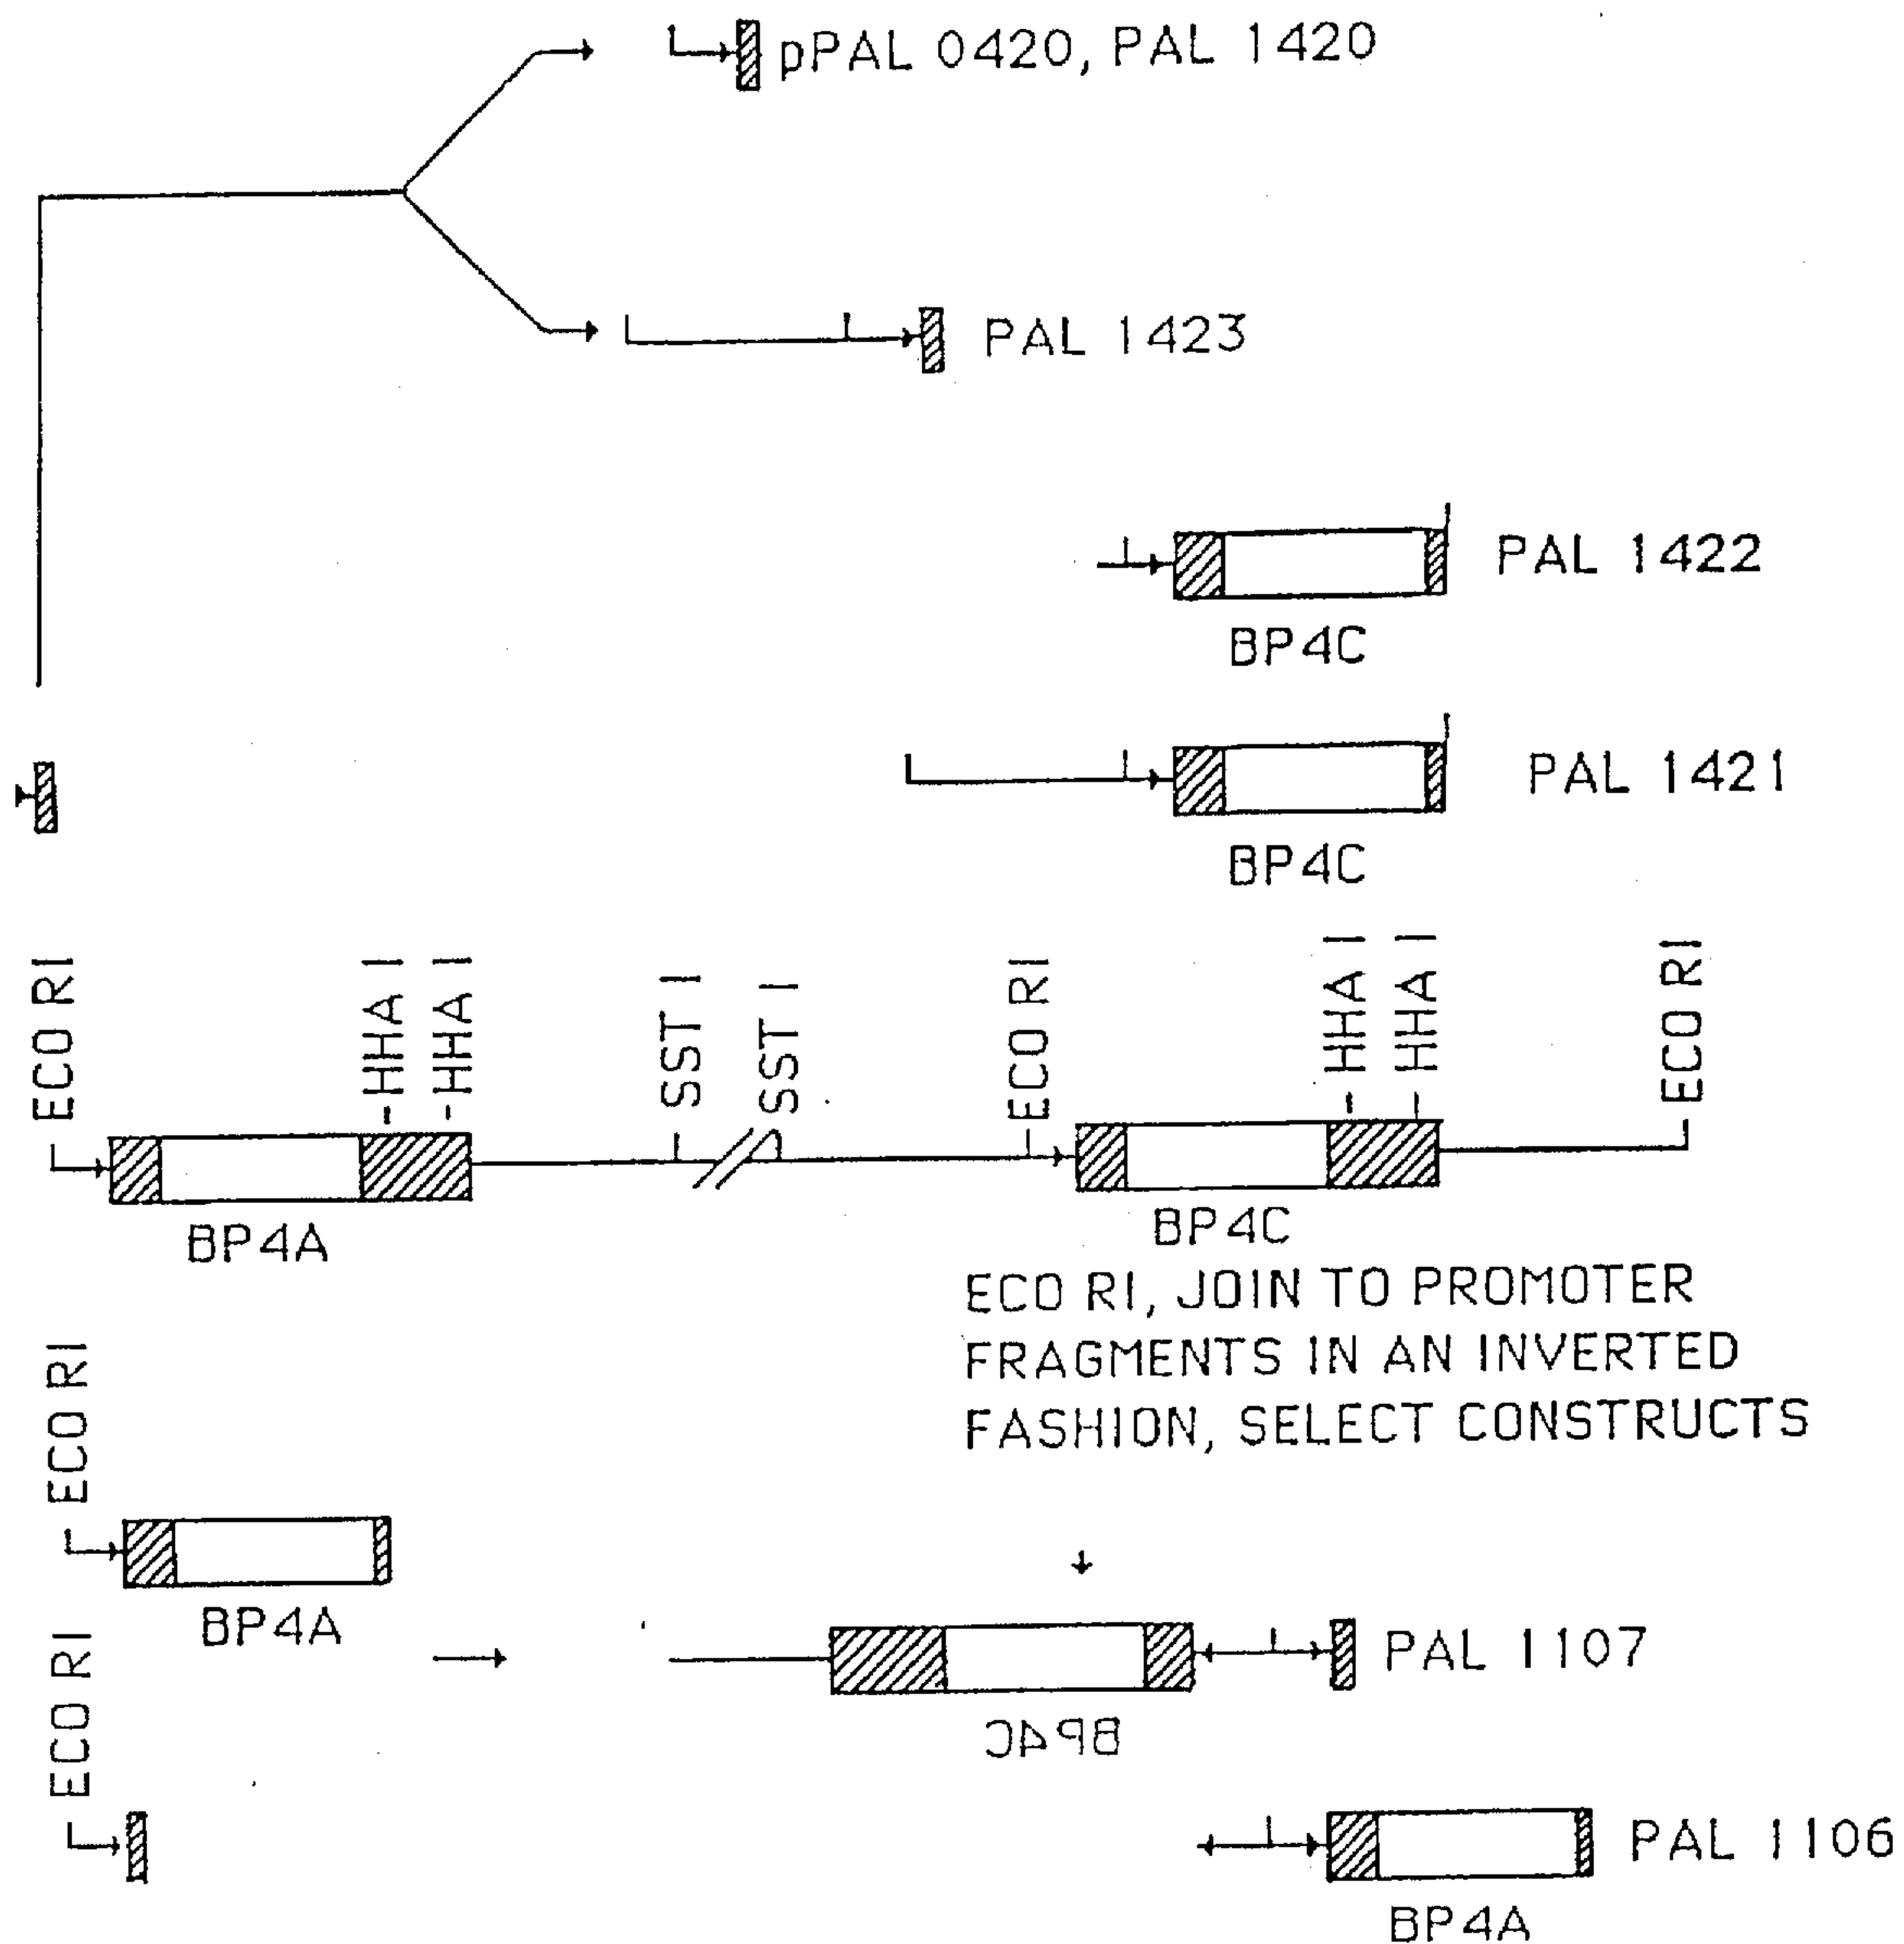 pPAL 0420, PAL 1420
PAL 1423
PAL 1422
BP4C
PAL 1421
BP4C
ECO RI
HHA I
HHA I
SST I
SST I
ECO RI
HHA I
HHA I
ECO RI
BP4A
BP4C
ECO RI, JOIN TO PROMOTER
FRAGMENTS IN AN INVERTED
FASHION, SELECT CONSTRUCTS
ECO RI
BP4A
PAL 1107
BP4C
ECO RI
PAL 1106
BP4A